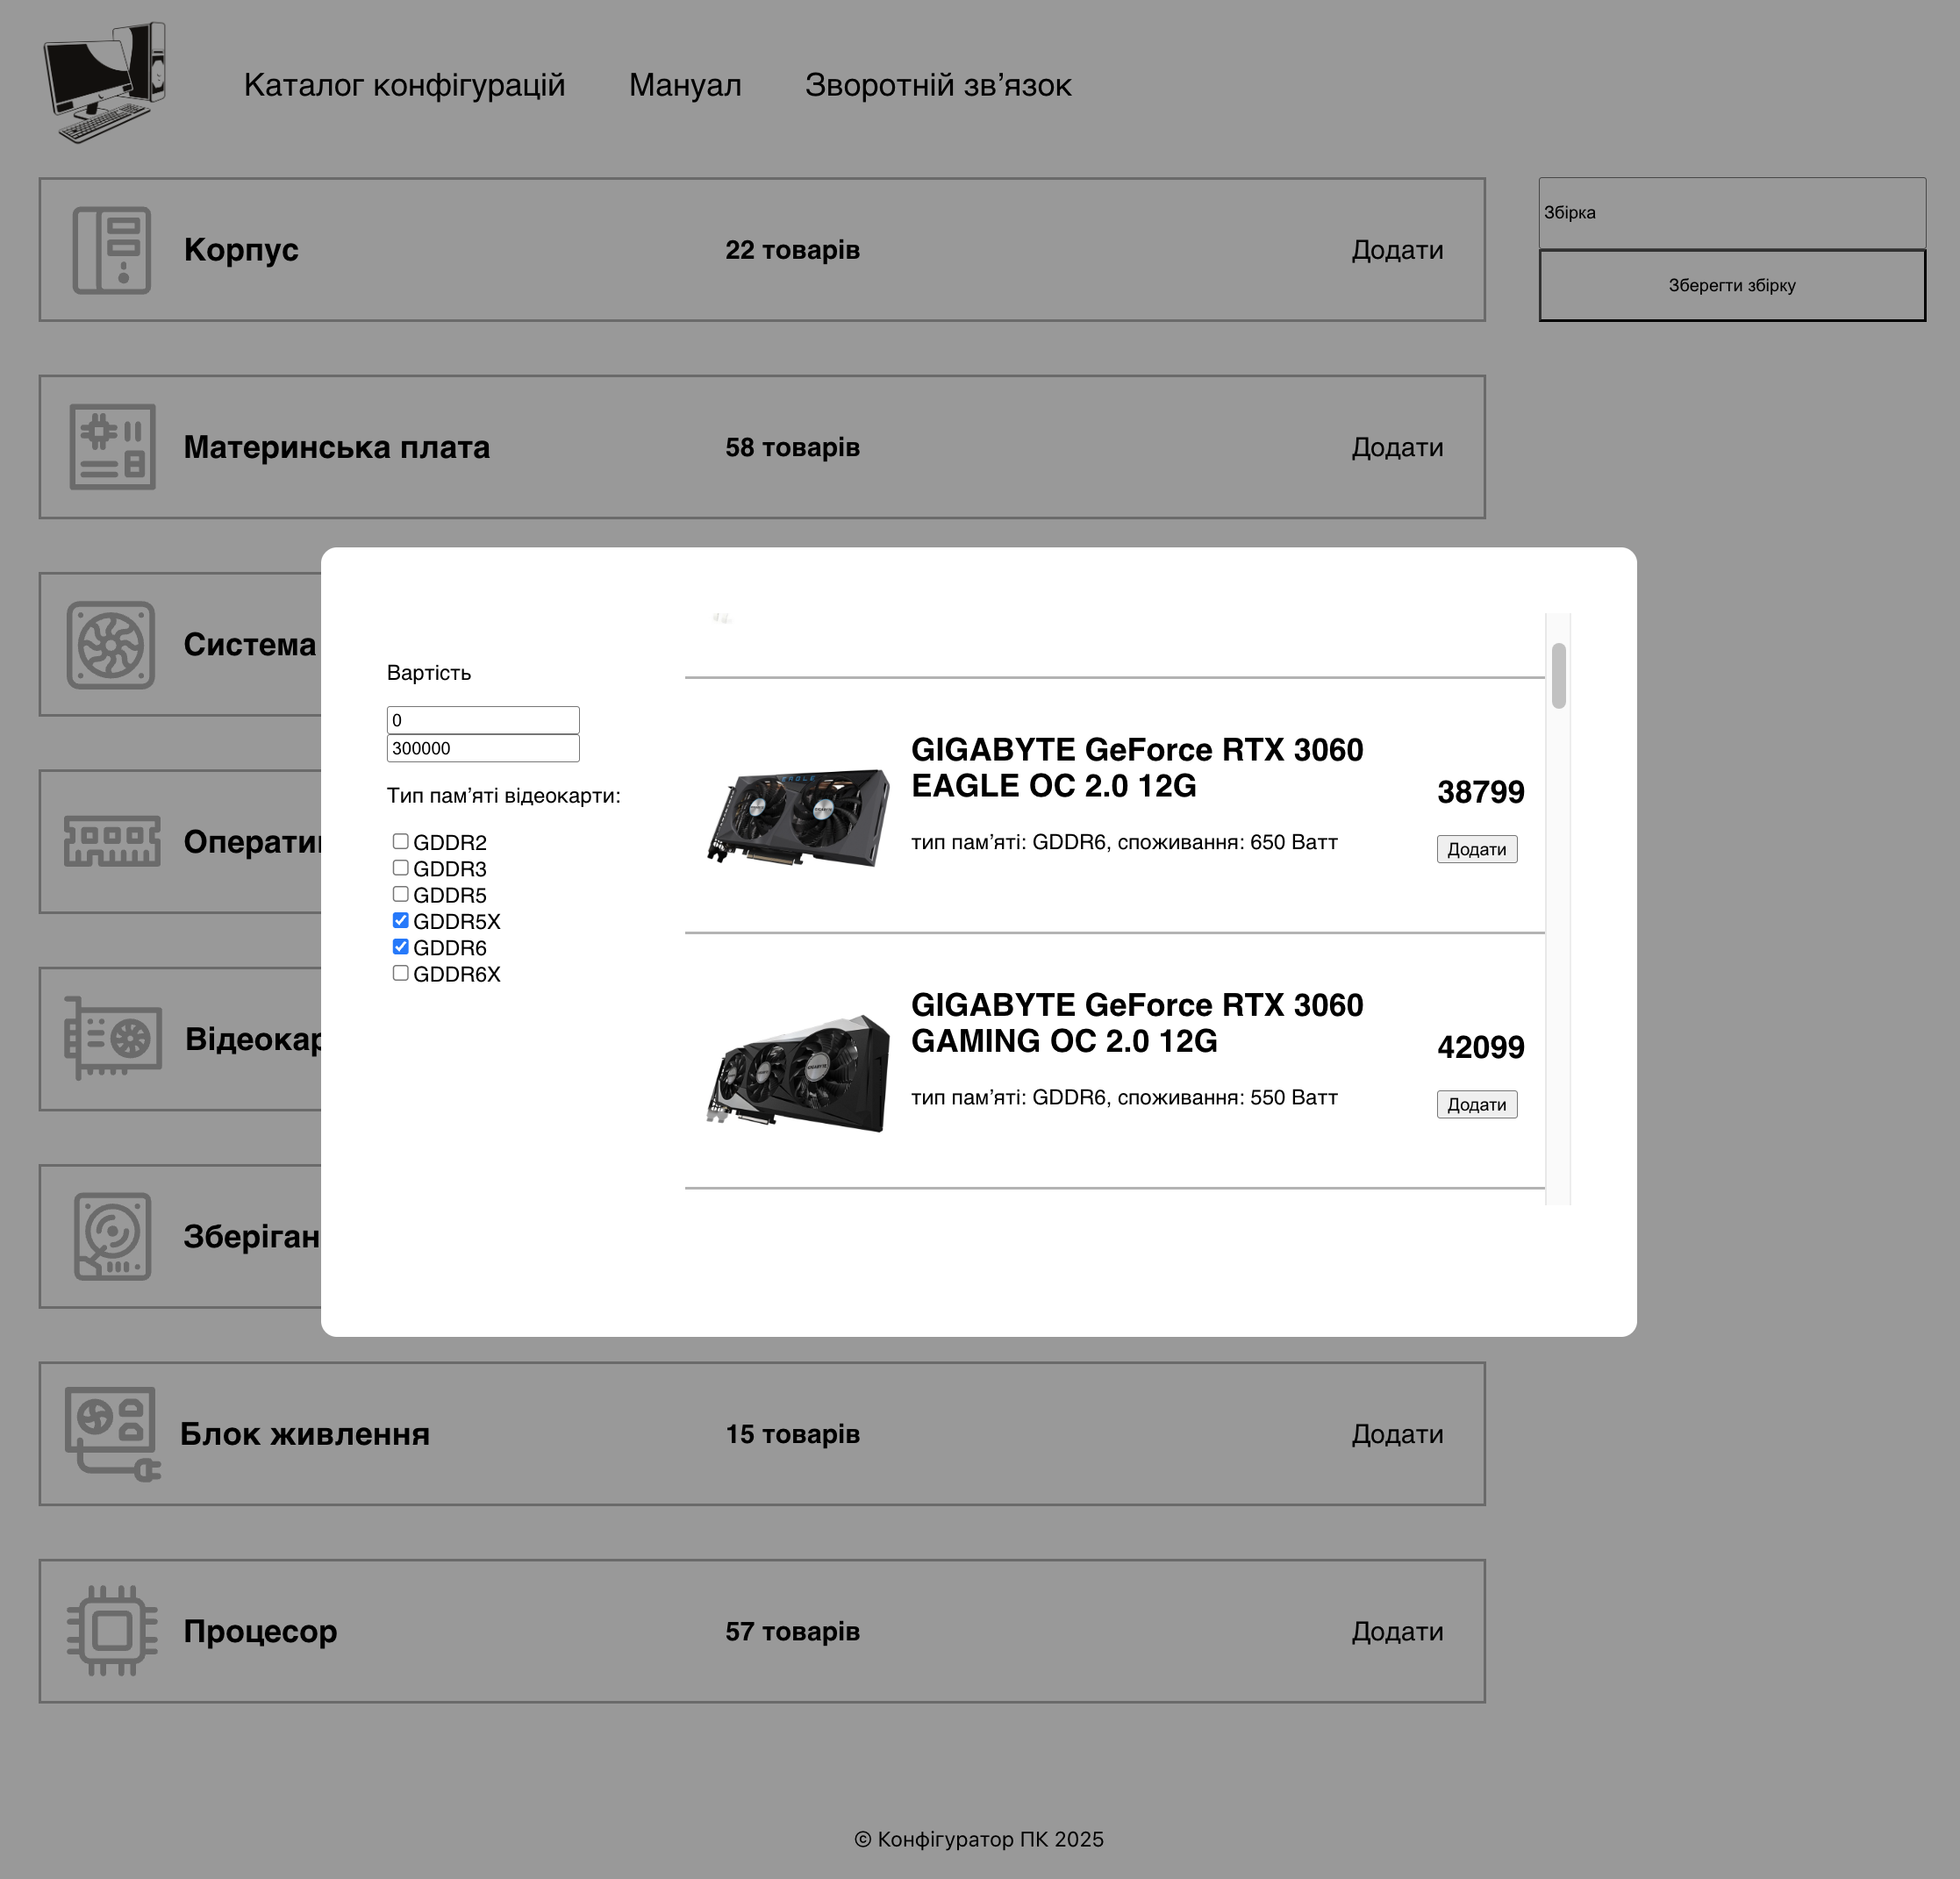 Каталог конфігурацій
Мануал
Зворотній зв’язок
Корпус
22 товарів
Додати
Збірка
Зберегти збірку
Материнська плата
58 товарів
Додати
Система
Вартість
0
300000
Тип пам’яті відеокарти:
GDDR2
GDDR3
GDDR5
GDDR5X
GDDR6
GDDR6X
GIGABYTE GeForce RTX 3060
EAGLE OC 2.0 12G
38799
тип пам’яті: GDDR6, споживання: 650 Ватт
Додати
GIGABYTE GeForce RTX 3060
GAMING OC 2.0 12G
42099
тип пам’яті: GDDR6, споживання: 550 Ватт
Додати
Блок живлення
15 товарів
Додати
Процесор
57 товарів
Додати
© Конфігуратор ПК 2025